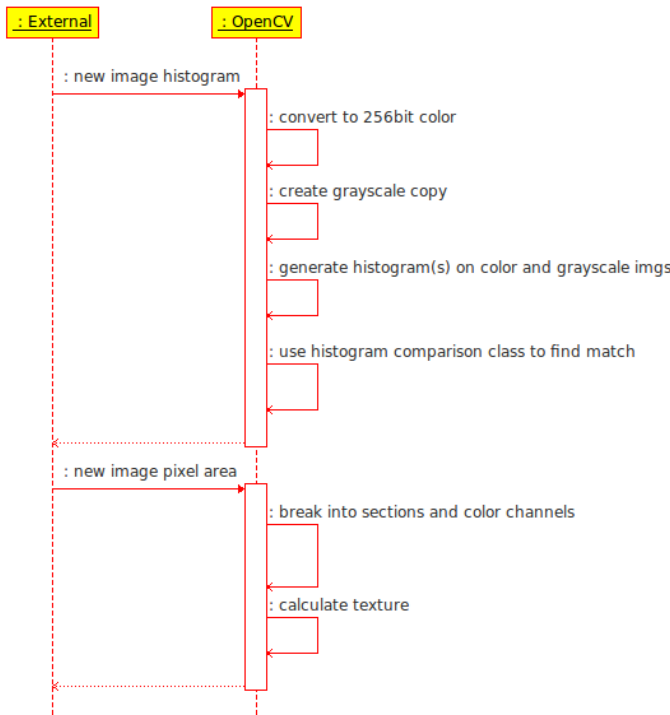 : External
: OpenCV
: new image histogram
: convert to 256bit color
: create grayscale copy
: generate histogram(s) on color and grayscale imgs
: use histogram comparison class to find match
: new image pixel area
: break into sections and color channels
: calculate texture